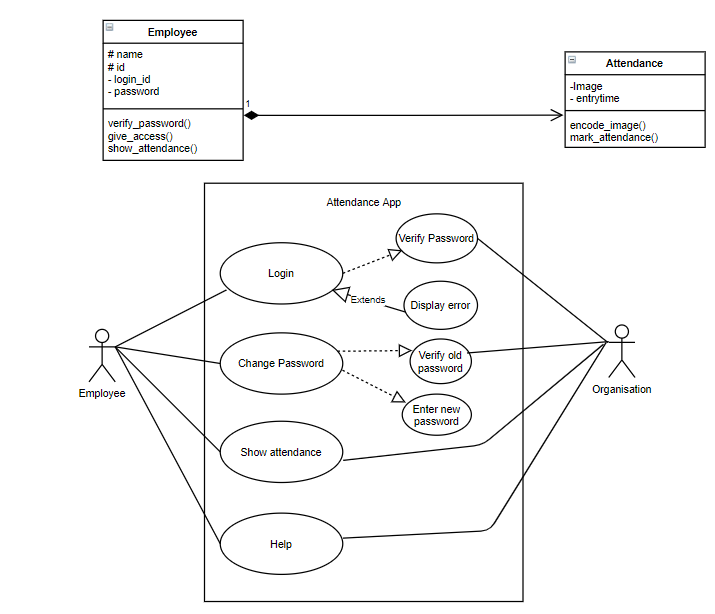 Employee
# name
# id
- login_id
- password
verify_password()
give_access()
show_attendance()
1
Attendance
-Image
- entrytime
encode_image()
mark_attendance()
Attendance App
Verify Password
Login
Extends
Display error
Change Password
Verify old
password
Enter new
password
Employee
Organisation
Show attendance
Help